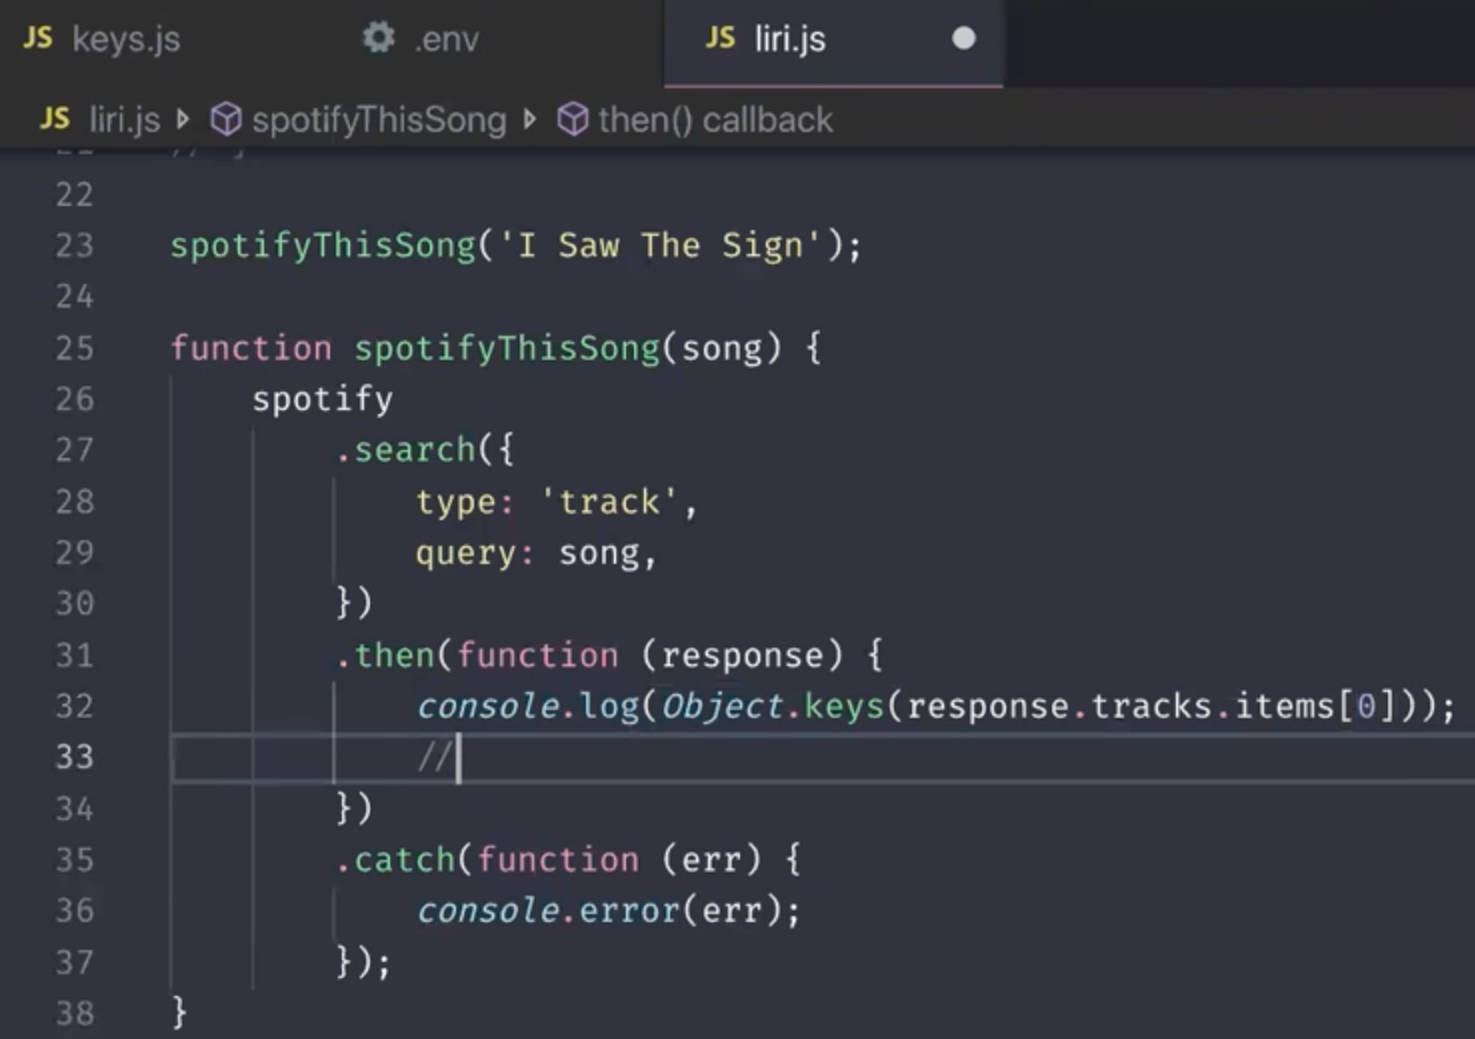 JS keys.js .env JS liri.js
JS liri.js spotifyThisSong then() callback
22
23 spotifyThisSong('I Saw The Sign');
24
25 function spotifyThisSong(song) {
26 spotify
27 .search({
28 type: 'track',
29 query: song,
30 })
31 .then(function (response) {
32 console.log(Object.keys(response.tracks.items[0]));
33 //
34 })
35 .catch(function (err) {
36 console.error(err);
37 });
38 }